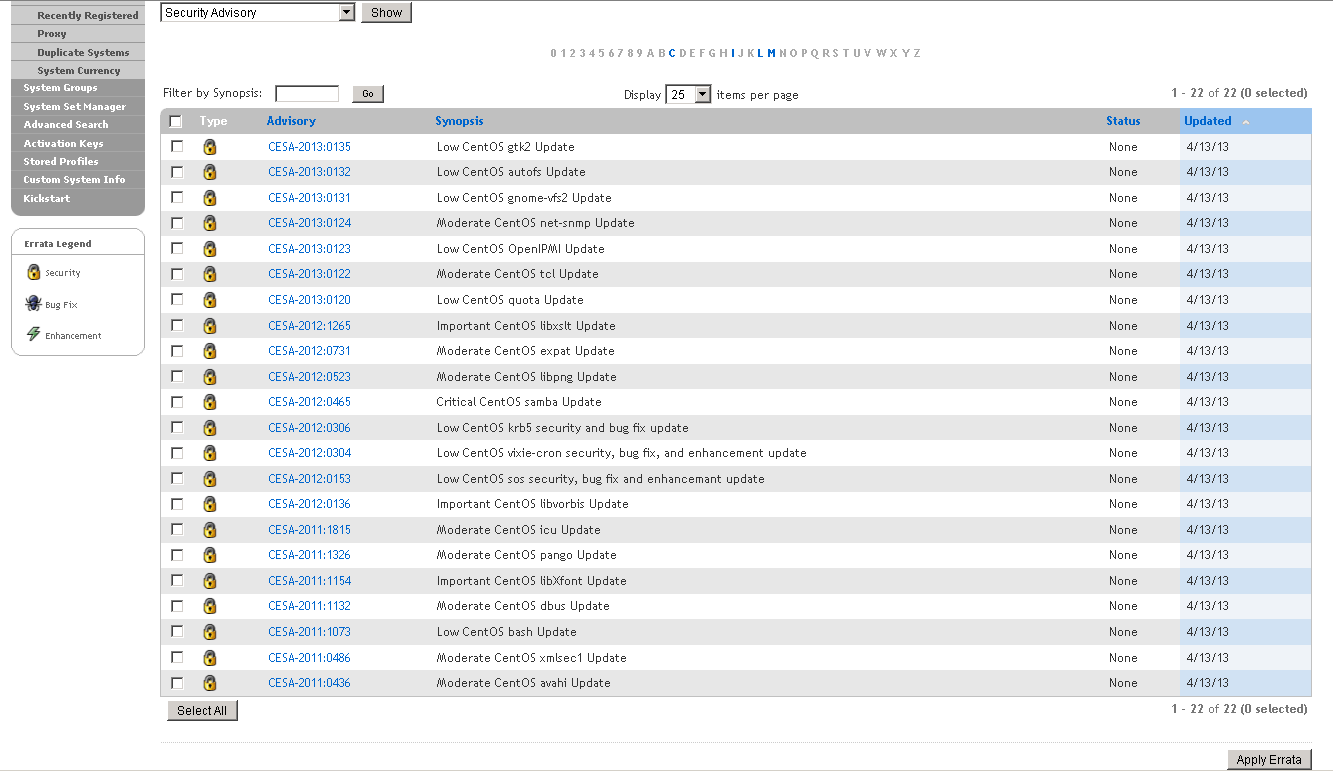 Recently Registered
Proxy
Duplicate Systems
System Currency
System Groups
System Set Manager
Advanced Search
Activation Keys
Stored Profiles
Custom System Info
Kickstart
Errata Legend
Security
Bug Fix
Enhancement
Security Advisory Show
0 1 2 3 4 5 6 7 8 9 A B C D E F G H I J K L M N O P Q R S T U V W X Y Z
Filter by Synopsis: Go Display 25 items per page 1 - 22 of 22 (0 selected)
Type Advisory Synopsis Status Updated
CESA-2013:0135 Low CentOS gtk2 Update None 4/13/13
CESA-2013:0132 Low CentOS autofs Update None 4/13/13
CESA-2013:0131 Low CentOS gnome-vfs2 Update None 4/13/13
CESA-2013:0124 Moderate CentOS net-snmp Update None 4/13/13
CESA-2013:0123 Low CentOS OpenIPMI Update None 4/13/13
CESA-2013:0122 Moderate CentOS tcl Update None 4/13/13
CESA-2013:0120 Low CentOS quota Update None 4/13/13
CESA-2012:1265 Important CentOS libxslt Update None 4/13/13
CESA-2012:0731 Moderate CentOS expat Update None 4/13/13
CESA-2012:0523 Moderate CentOS libpng Update None 4/13/13
CESA-2012:0465 Critical CentOS samba Update None 4/13/13
CESA-2012:0306 Low CentOS krb5 security and bug fix update None 4/13/13
CESA-2012:0304 Low CentOS vixie-cron security, bug fix, and enhancement update None 4/13/13
CESA-2012:0153 Low CentOS sos security, bug fix and enhancemant update None 4/13/13
CESA-2012:0136 Important CentOS libvorbis Update None 4/13/13
CESA-2011:1815 Moderate CentOS icu Update None 4/13/13
CESA-2011:1326 Moderate CentOS pango Update None 4/13/13
CESA-2011:1154 Important CentOS libXfont Update None 4/13/13
CESA-2011:1132 Moderate CentOS dbus Update None 4/13/13
CESA-2011:1073 Low CentOS bash Update None 4/13/13
CESA-2011:0486 Moderate CentOS xmlsec1 Update None 4/13/13
CESA-2011:0436 Moderate CentOS avahi Update None 4/13/13
Select All 1 - 22 of 22 (0 selected)
Apply Errata